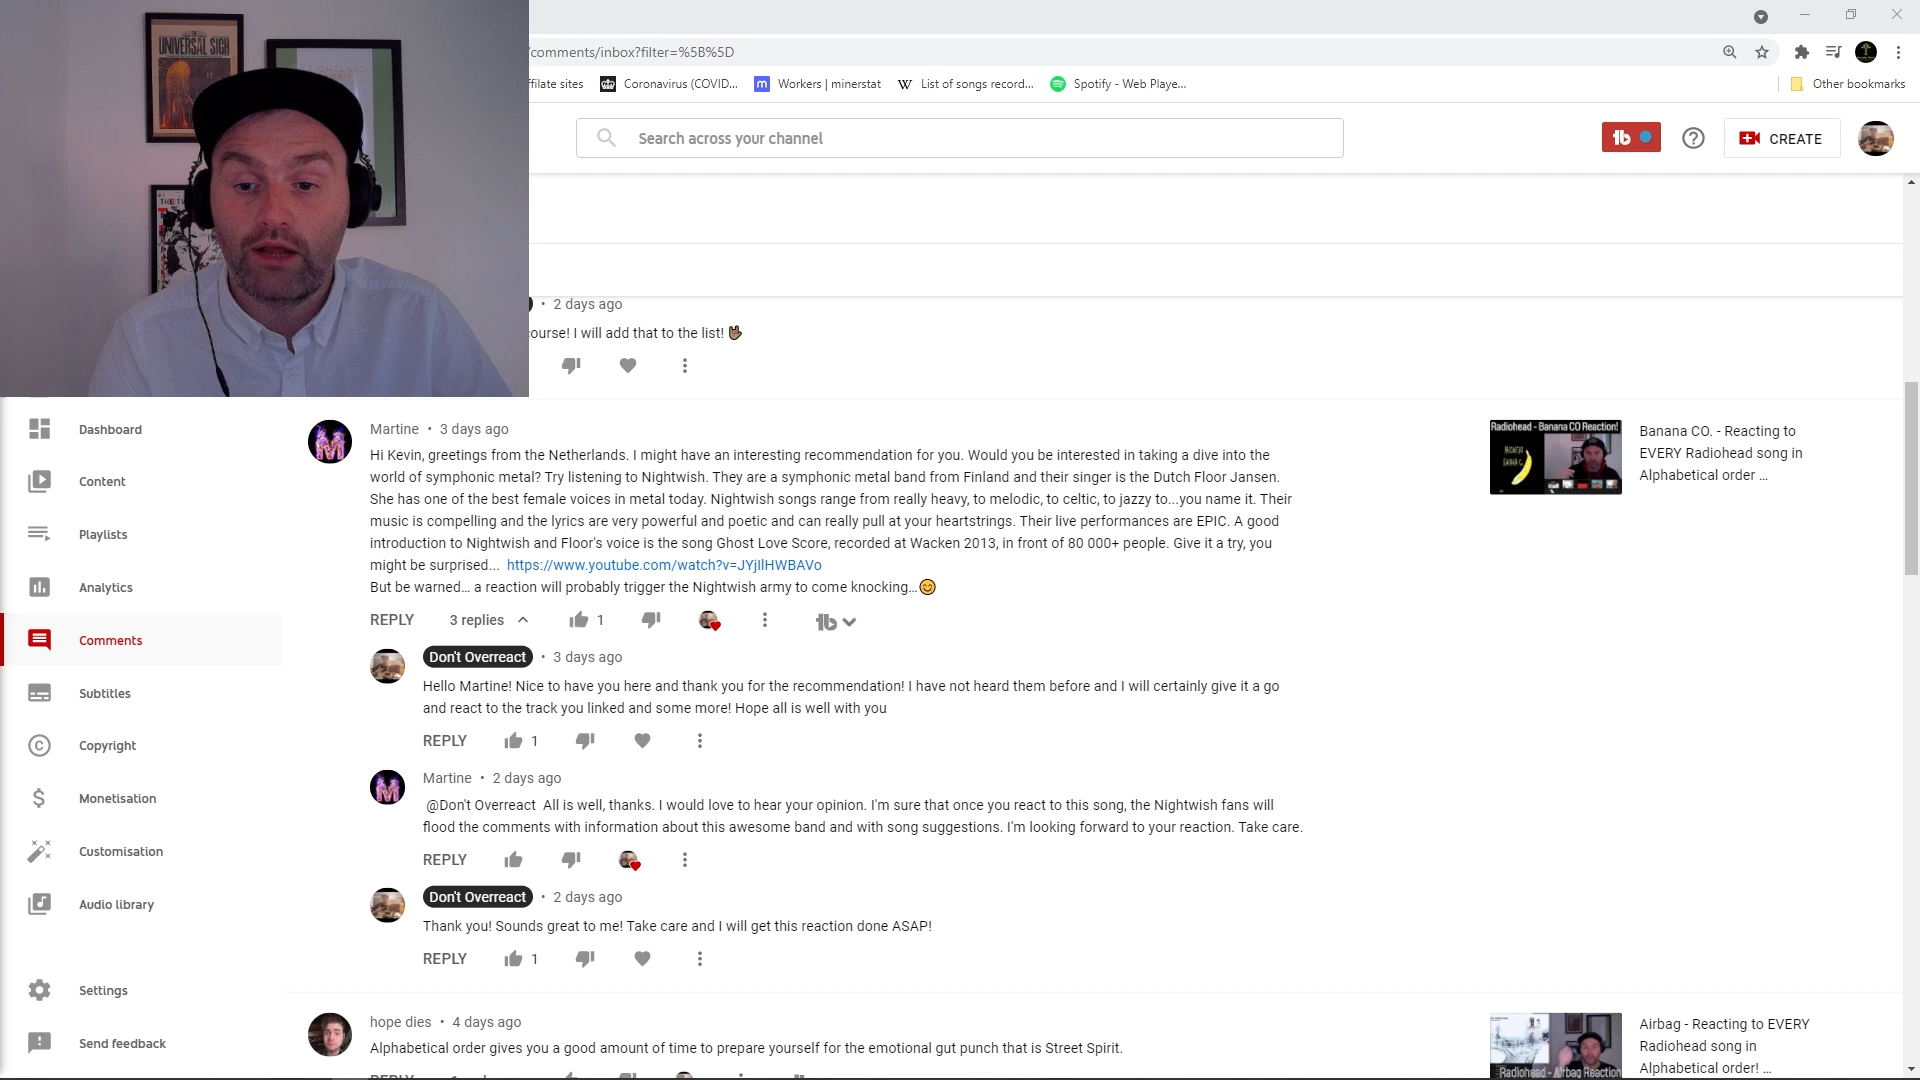 THE
UNIVERSAL SIGH
THE TW
/comments/inbox?filter=%5B%5D
ffilate sites
Coronavirus (COVID...
Workers | minerstat
List of songs record...
Spotify - Web Playe...
Other bookmarks
Search across your channel
CREATE
• 2 days ago
course! I will add that to the list!
Dashboard
Content
Playlists
Analytics
Comments
Subtitles
Copyright
Monetisation
Customisation
Audio library
Settings
Send feedback
Martine • 3 days ago
Hi Kevin, greetings from the Netherlands. I might have an interesting recommendation for you. Would you be interested in taking a dive into the
world of symphonic metal? Try listening to Nightwish. They are a symphonic metal band from Finland and their singer is the Dutch Floor Jansen.
She has one of the best female voices in metal today. Nightwish songs range from really heavy, to melodic, to celtic, to jazzy to...you name it. Their
music is compelling and the lyrics are very powerful and poetic and can really pull at your heartstrings. Their live performances are EPIC. A good
introduction to Nightwish and Floor's voice is the song Ghost Love Score, recorded at Wacken 2013, in front of 80 000+ people. Give it a try, you
might be surprised... https://www.youtube.com/watch?v=JYjIlHWBAVo
But be warned... a reaction will probably trigger the Nightwish army to come knocking...😊
REPLY 3 replies 1
Don't Overreact • 3 days ago
Hello Martine! Nice to have you here and thank you for the recommendation! I have not heard them before and I will certainly give it a go
and react to the track you linked and some more! Hope all is well with you
REPLY 1
Martine • 2 days ago
@Don't Overreact All is well, thanks. I would love to hear your opinion. I'm sure that once you react to this song, the Nightwish fans will
flood the comments with information about this awesome band and with song suggestions. I'm looking forward to your reaction. Take care.
REPLY
Don't Overreact • 2 days ago
Thank you! Sounds great to me! Take care and I will get this reaction done ASAP!
REPLY 1
hope dies • 4 days ago
Alphabetical order gives you a good amount of time to prepare yourself for the emotional gut punch that is Street Spirit.
REPLY
Radiohead - Banana CO Reaction!
Banana CO. - Reacting to
EVERY Radiohead song in
Alphabetical order ...
Radiohead - Airbag Reaction
Airbag - Reacting to EVERY
Radiohead song in
Alphabetical order! ...